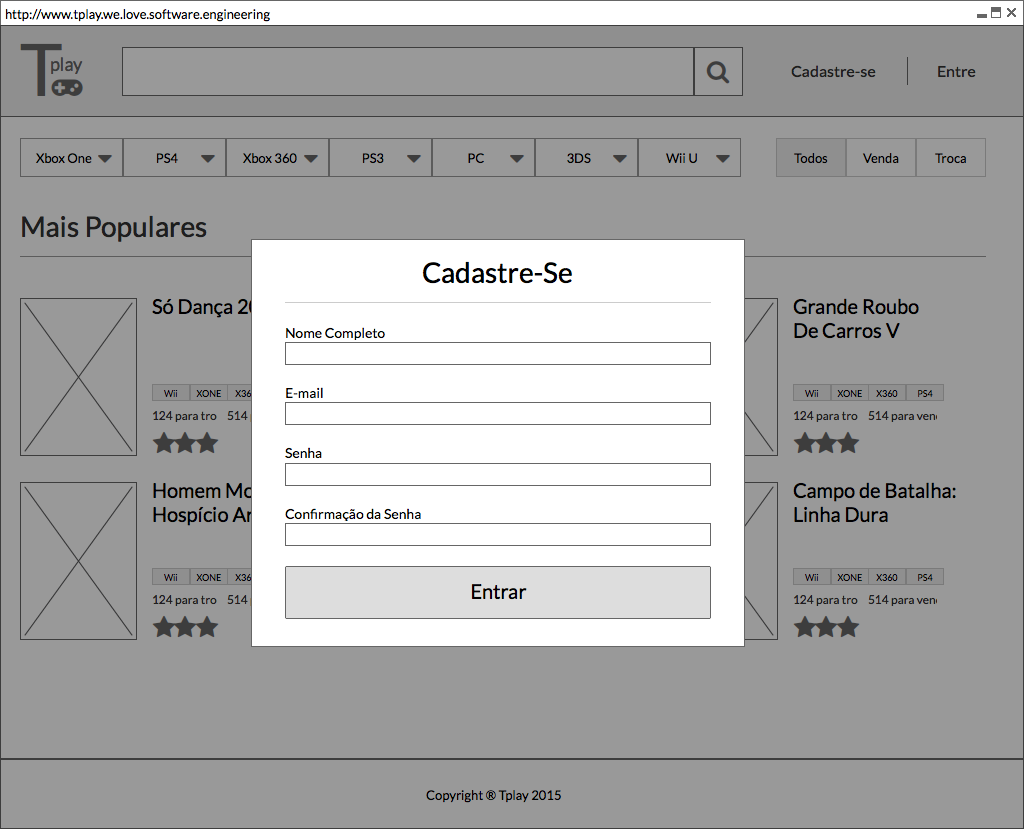 http://www.tplay.we.love.software.engineering
Tplay
Cadastre-se
Entre
Xbox One
PS4
Xbox 360
PS3
PC
3DS
Wii U
Todos
Venda
Troca
Mais Populares
Cadastre-Se
Nome Completo
E-mail
Senha
Confirmação da Senha
Entrar
Só Dança 20
Wii XONE X36
124 para tro 514
Grande Roubo
De Carros V
Wii XONE X360 PS4
124 para tro 514 para ven
Homem Mo
Hospício Ar
Wii XONE X36
124 para tro 514
Campo de Batalha:
Linha Dura
Wii XONE X360 PS4
124 para tro 514 para ven
Copyright ® Tplay 2015